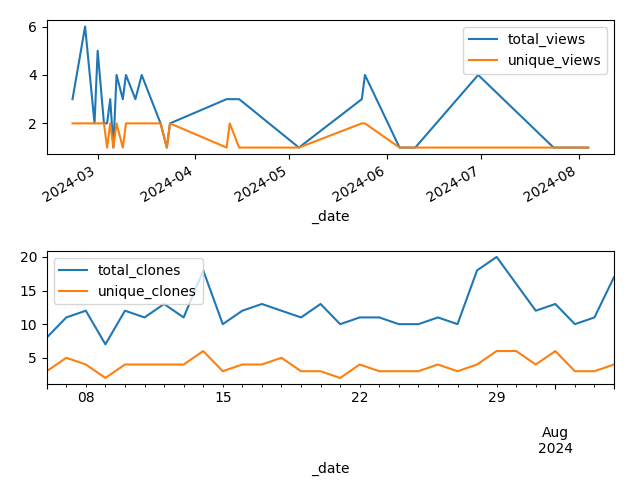 6
4
2
total_views
unique_views
2024-03
2024-04
2024-05
2024-06
2024-07
2024-08
_date
20
15
10
5
total_clones
unique_clones
08
15
22
29
Aug
2024
_date